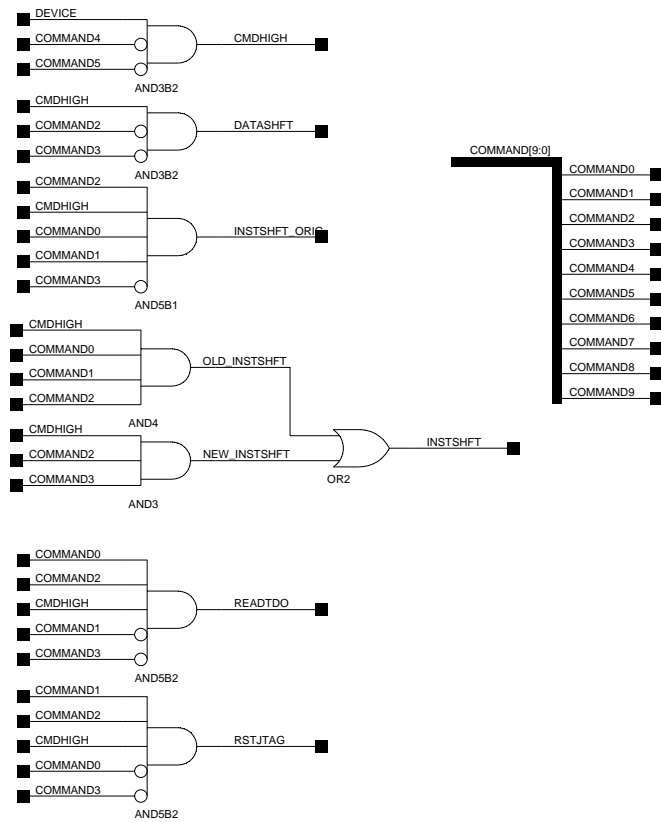 DEVICE
COMMAND4 CMDHIGH
COMMAND5
AND3B2
CMDHIGH
COMMAND2 DATASHFT
COMMAND3
AND3B2
COMMAND2
CMDHIGH
COMMAND0 INSTSHFT_ORIG
COMMAND1
COMMAND3
AND5B1
CMDHIGH
COMMAND0
OLD_INSTSHFT
COMMAND1
COMMAND2
AND4
CMDHIGH
COMMAND2 NEW_INSTSHFT
COMMAND3
AND3
INSTSHFT
OR2
COMMAND0
COMMAND2
CMDHIGH READTDO
COMMAND1
COMMAND3
AND5B2
COMMAND1
COMMAND2
CMDHIGH RSTJTAG
COMMAND0
COMMAND3
AND5B2
COMMAND[9:0]
COMMAND0
COMMAND1
COMMAND2
COMMAND3
COMMAND4
COMMAND5
COMMAND6
COMMAND7
COMMAND8
COMMAND9